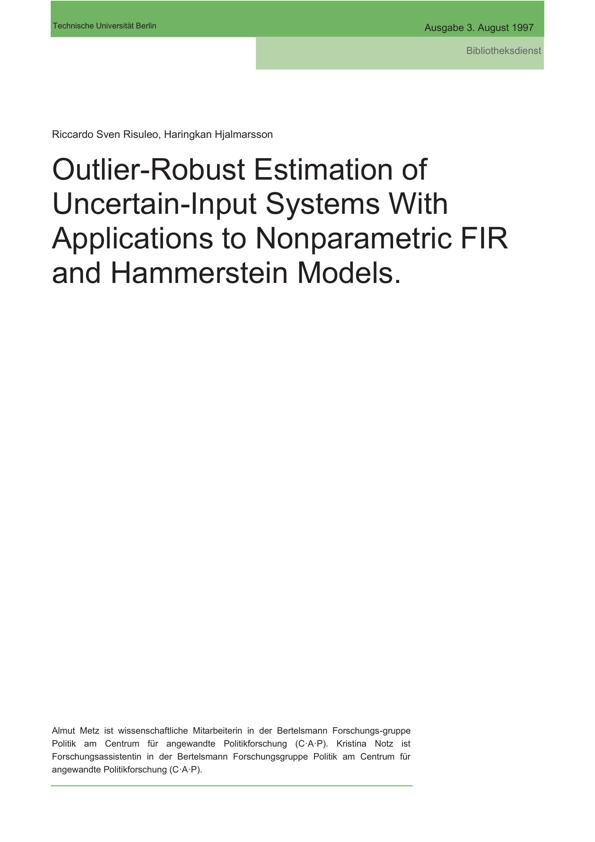 Technische Universität Berlin
Ausgabe 3. August 1997
Bibliotheksdienst
Riccardo Sven Risuleo, Haringkan Hjalmarsson
Outlier-Robust Estimation of
Uncertain-Input Systems With
Applications to Nonparametric FIR
and Hammerstein Models.
Almut Metz ist wissenschaftliche Mitarbeiterin in der Bertelsmann Forschungs-gruppe
Politik am Centrum für angewandte Politikforschung (C·A·P). Kristina Notz ist
Forschungsassistentin in der Bertelsmann Forschungsgruppe Politik am Centrum für
angewandte Politikforschung (C·A·P).